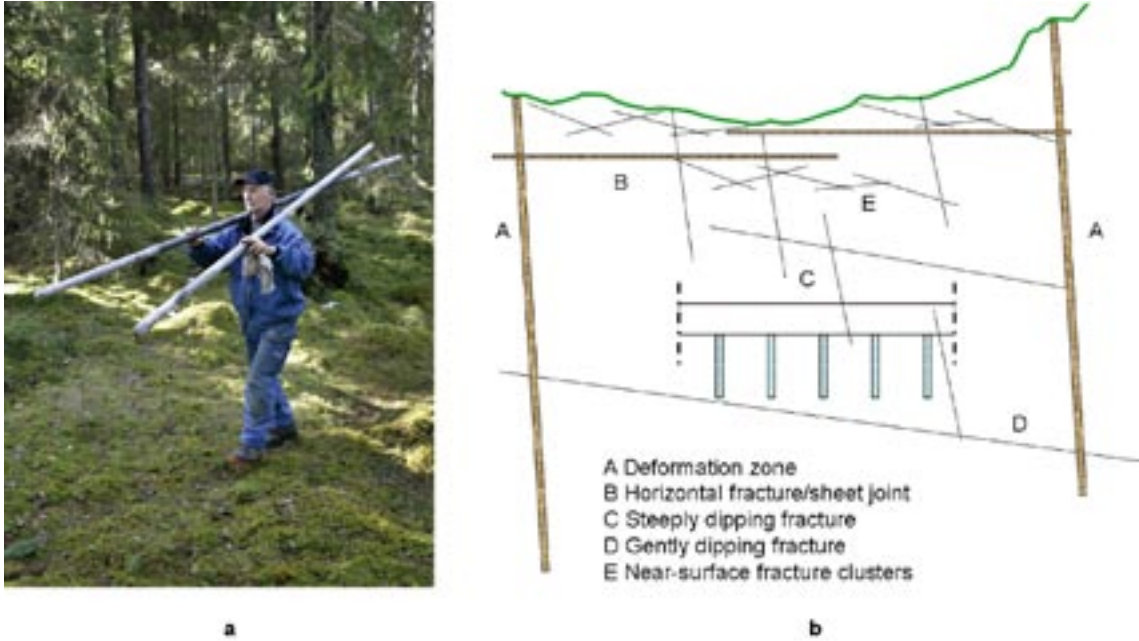 A
B
E
A
C
D
A Deformation zone
B Horizontal fracture/sheet joint
C Steeply dipping fracture
D Gently dipping fracture
E Near-surface fracture clusters
a
b